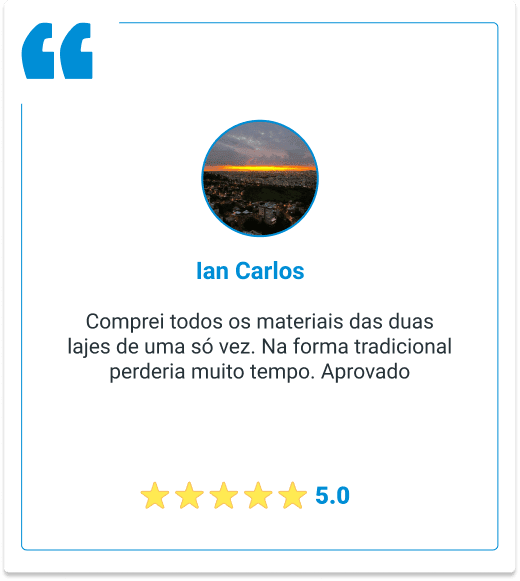 Ian Carlos
Comprei todos os materiais das duas
lajes de uma só vez. Na forma tradicional
perderia muito tempo. Aprovado
5.0